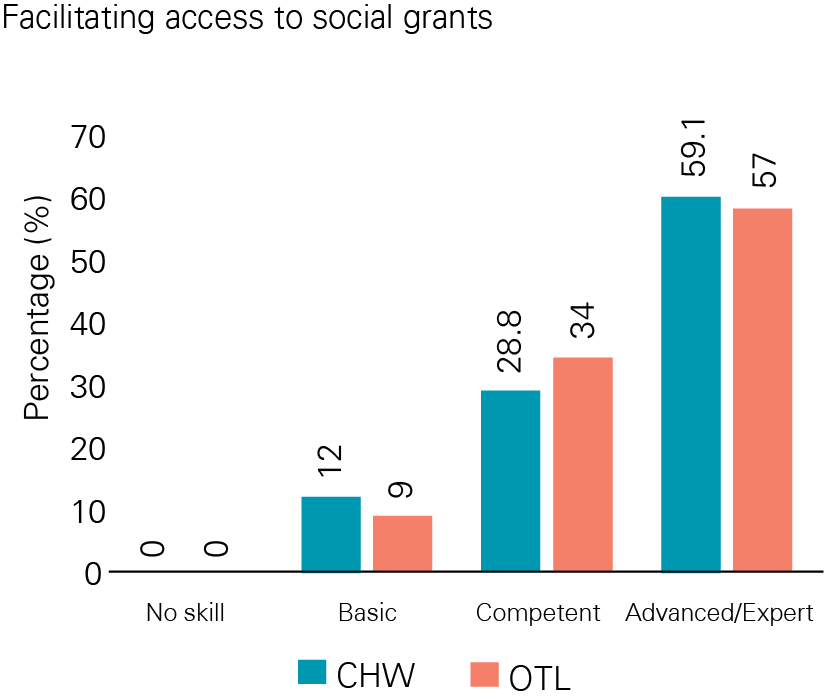 Facilitating access to social grants
Percentage (%)
70
60
50
40
30
20
10
0
0
0
12
9
28.8
34
59.1
57
No skill
Basic
Competent
Advanced/Expert
CHW
OTL